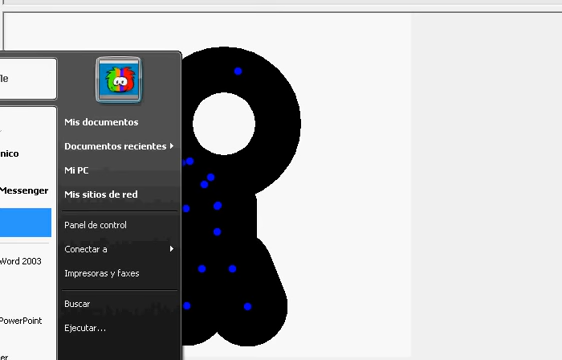 nico
Messenger
Word 2003
PowerPoint
Mis documentos
Documentos recientes
Mi PC
Mis sitios de red
Panel de control
Conectar a
Impresoras y faxes
Buscar
Ejecutar...